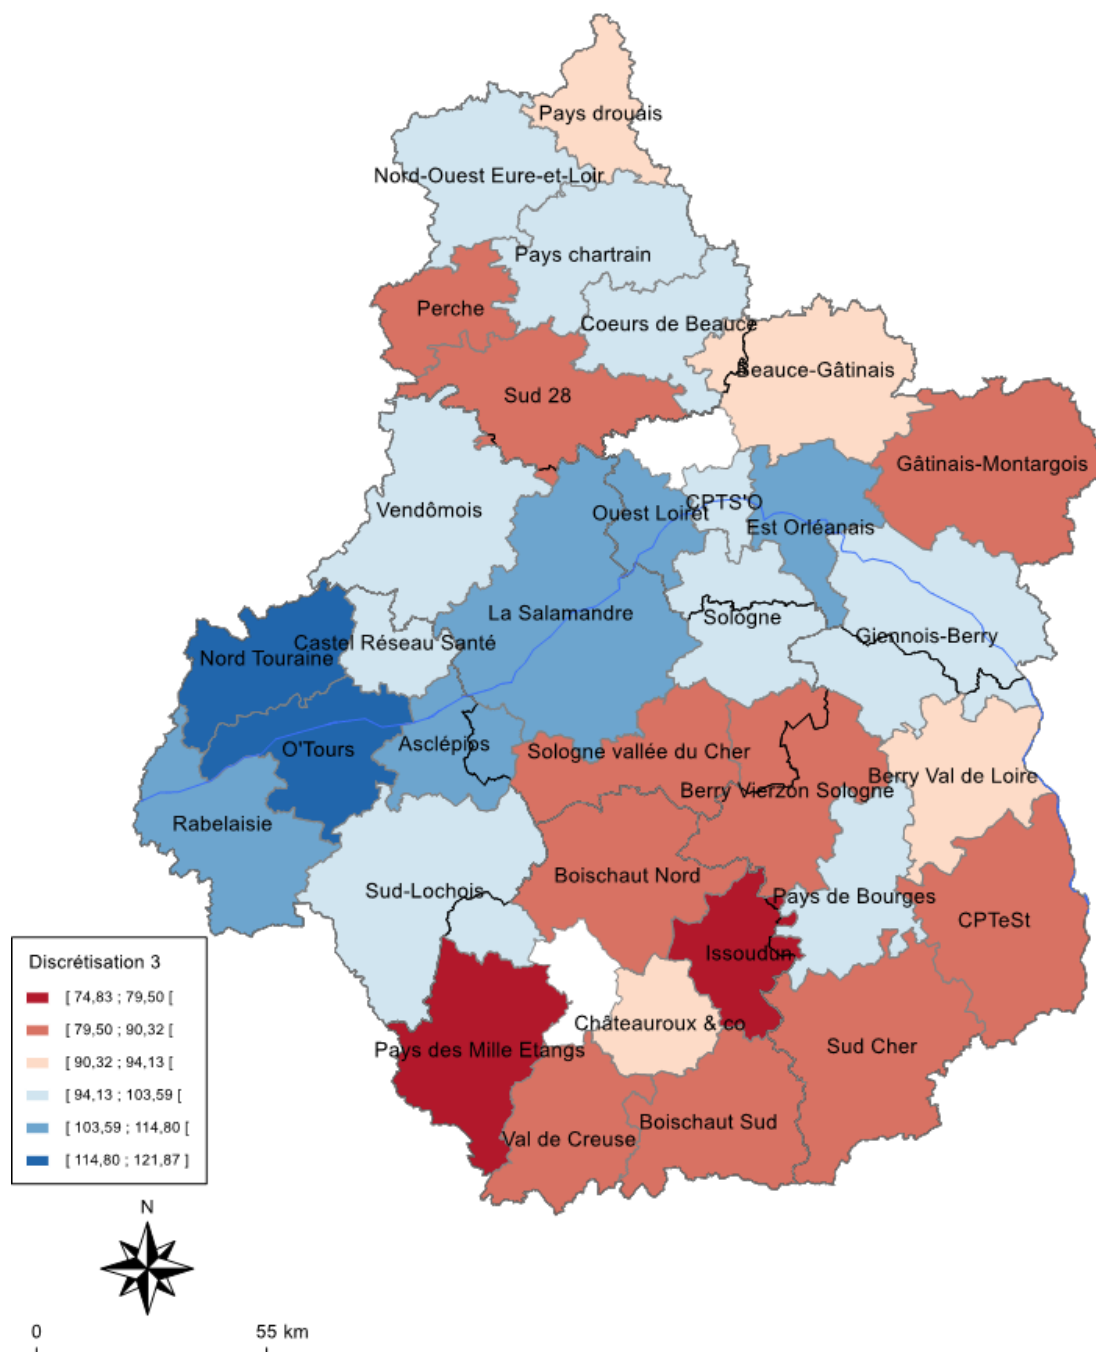 Pays drouais
Nord-Ouest Eure-et-Loir
Pays chartrain
Perche
Coeurs de Beauce
Beauce-Gâtinais
Sud 28
Gâtinais-Montargois
Vendômois
CPTS'O
Ouest Loiret
Est Orléanais
La Salamandre
Sologne
Giennois-Berry
Castel Réseau Santé
Nord Touraine
O'Tours
Asclépios
Sologne vallée du Cher
Berry Val de Loire
Berry Vierzon Sologne
Rabelaisie
Boischaut Nord
Sud-Lochois
Pays de Bourges
CPTeSt
Issoudun
Châteauroux & co
Pays des Mille Etangs
Sud Cher
Boischaut Sud
Val de Creuse
Discrétisation 3
[ 74,83 ; 79,50 [
[ 79,50 ; 90,32 [
[ 90,32 ; 94,13 [
[ 94,13 ; 103,59 [
[ 103,59 ; 114,80 [
[ 114,80 ; 121,87 ]
N
0 55 km